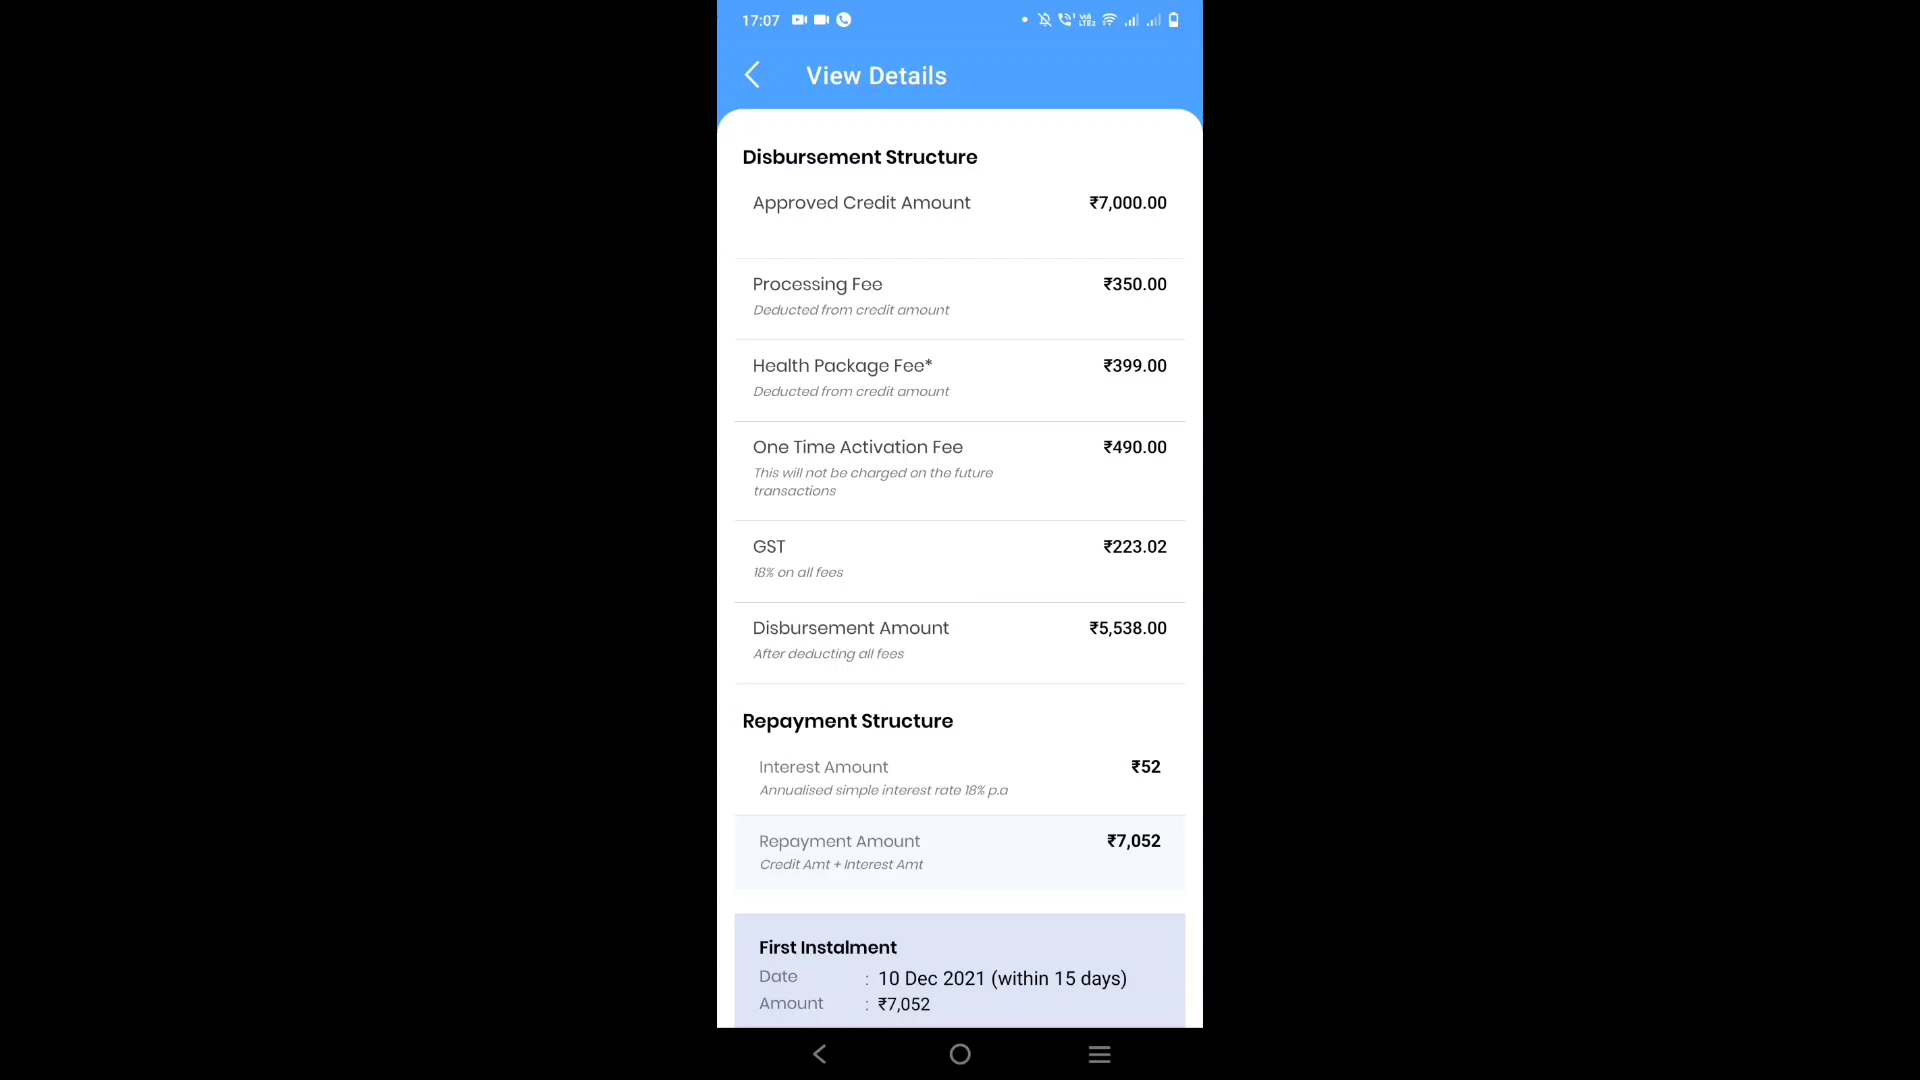 17:07
View Details
Disbursement Structure
Approved Credit Amount ₹7,000.00
Processing Fee ₹350.00
Deducted from credit amount
Health Package Fee* ₹399.00
Deducted from credit amount
One Time Activation Fee ₹490.00
This will not be charged on the future
transactions
GST ₹223.02
18% on all fees
Disbursement Amount ₹5,538.00
After deducting all fees
Repayment Structure
Interest Amount ₹52
Annualised simple interest rate 18% p.a
Repayment Amount ₹7,052
Credit Amt + Interest Amt
First Instalment
Date : 10 Dec 2021 (within 15 days)
Amount : ₹7,052